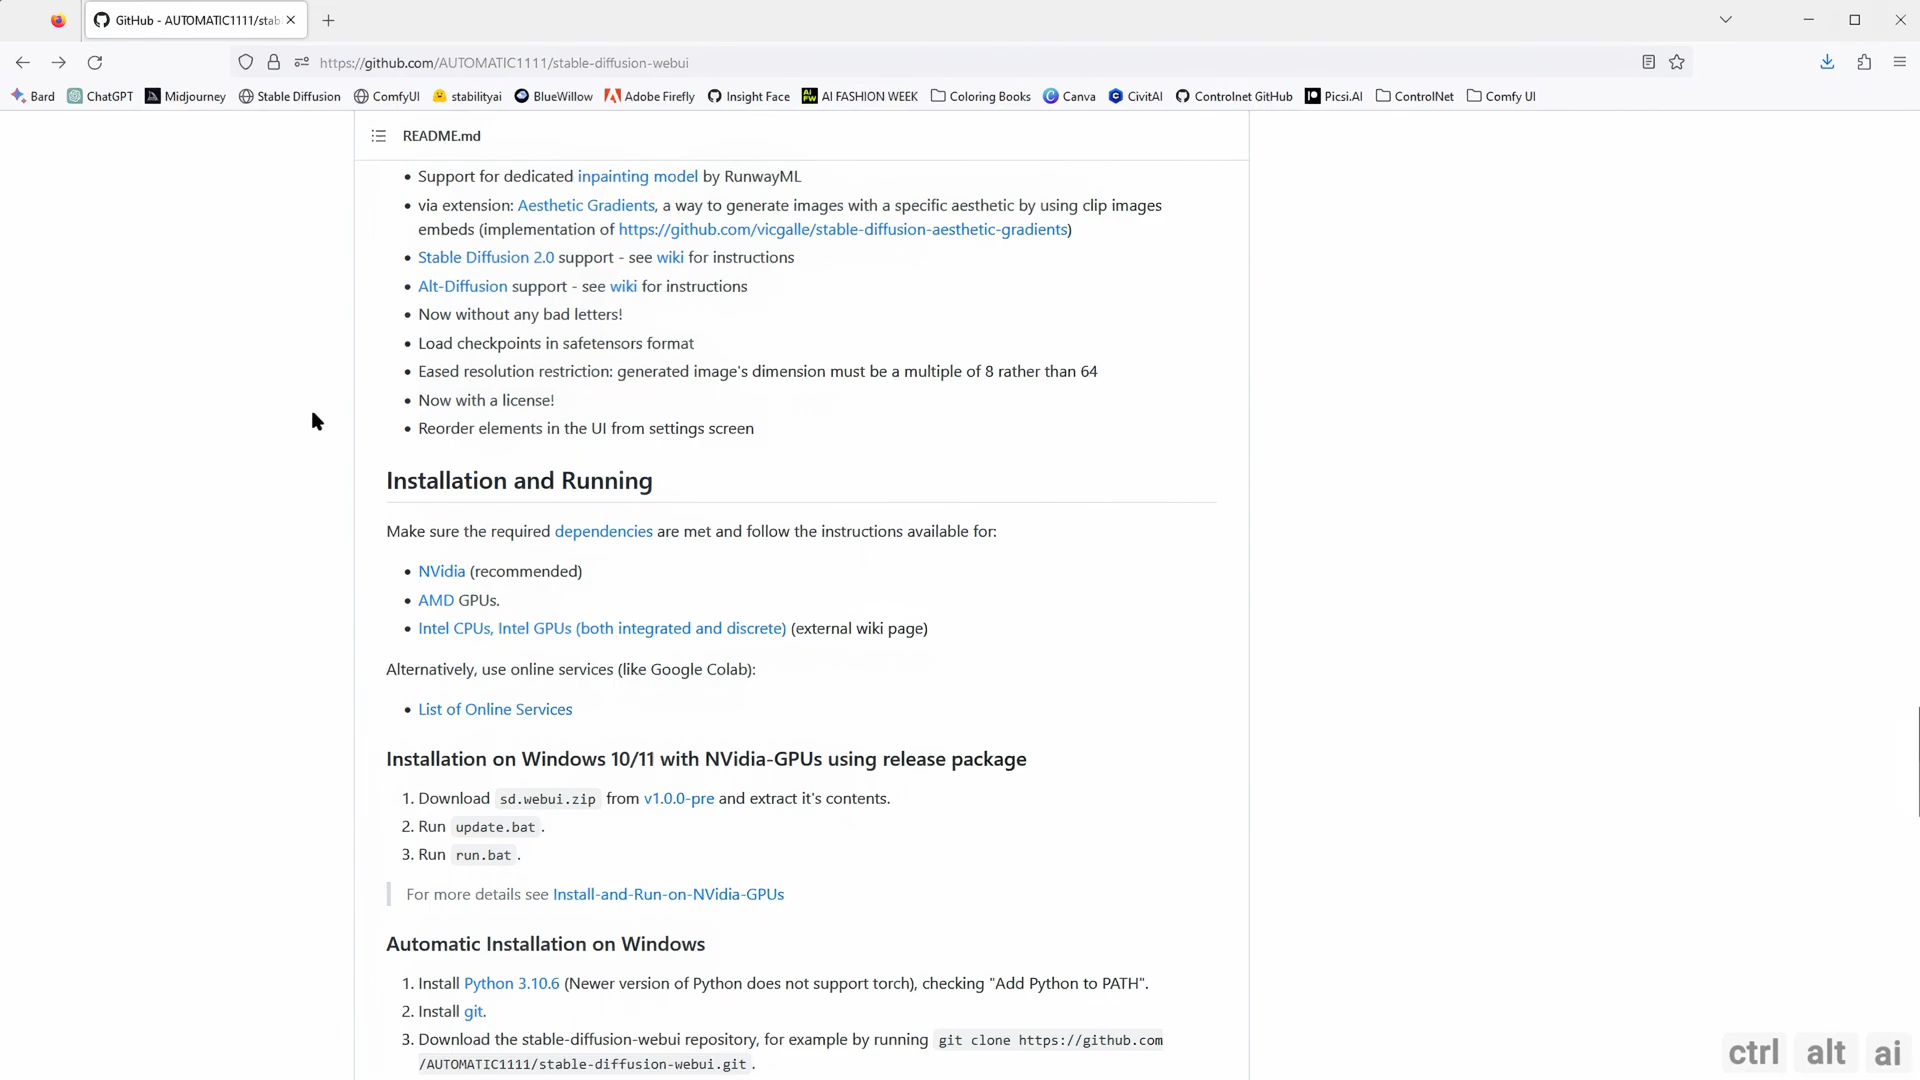 GitHub - AUTOMATIC1111/stab
https://github.com/AUTOMATIC1111/stable-diffusion-webui
Bard ChatGPT Midjourney Stable Diffusion ComfyUI stabilityai BlueWillow Adobe Firefly Insight Face AI FASHION WEEK Coloring Books Canva CivitAI Controlnet GitHub Picsi.AI ControlNet Comfy UI
README.md
• Support for dedicated inpainting model by RunwayML
• via extension: Aesthetic Gradients, a way to generate images with a specific aesthetic by using clip images
embeds (implementation of https://github.com/vicgalle/stable-diffusion-aesthetic-gradients)
• Stable Diffusion 2.0 support - see wiki for instructions
• Alt-Diffusion support - see wiki for instructions
• Now without any bad letters!
• Load checkpoints in safetensors format
• Eased resolution restriction: generated image's dimension must be a multiple of 8 rather than 64
• Now with a license!
• Reorder elements in the UI from settings screen
Installation and Running
Make sure the required dependencies are met and follow the instructions available for:
• NVidia (recommended)
• AMD GPUs.
• Intel CPUs, Intel GPUs (both integrated and discrete) (external wiki page)
Alternatively, use online services (like Google Colab):
• List of Online Services
Installation on Windows 10/11 with NVidia-GPUs using release package
1. Download sd.webui.zip from v1.0.0-pre and extract it's contents.
2. Run update.bat.
3. Run run.bat.
For more details see Install-and-Run-on-NVidia-GPUs
Automatic Installation on Windows
1. Install Python 3.10.6 (Newer version of Python does not support torch), checking "Add Python to PATH".
2. Install git.
3. Download the stable-diffusion-webui repository, for example by running git clone https://github.com
/AUTOMATIC1111/stable-diffusion-webui.git.
ctrl alt ai